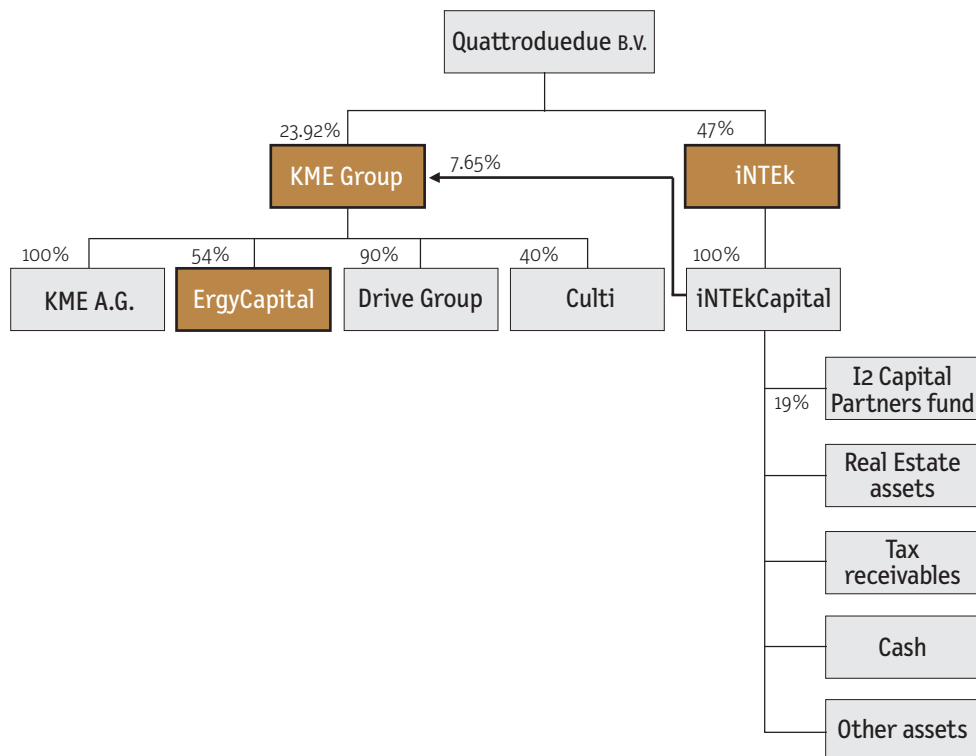 Quattroduedue B.V.
23.92%
47%
KME Group
7.65%
iNTEk
100%
54%
90%
40%
100%
KME A.G.
ErgyCapital
Drive Group
Culti
iNTEkCapital
19%
I2 Capital
Partners fund
Real Estate
assets
Tax
receivables
Cash
Other assets